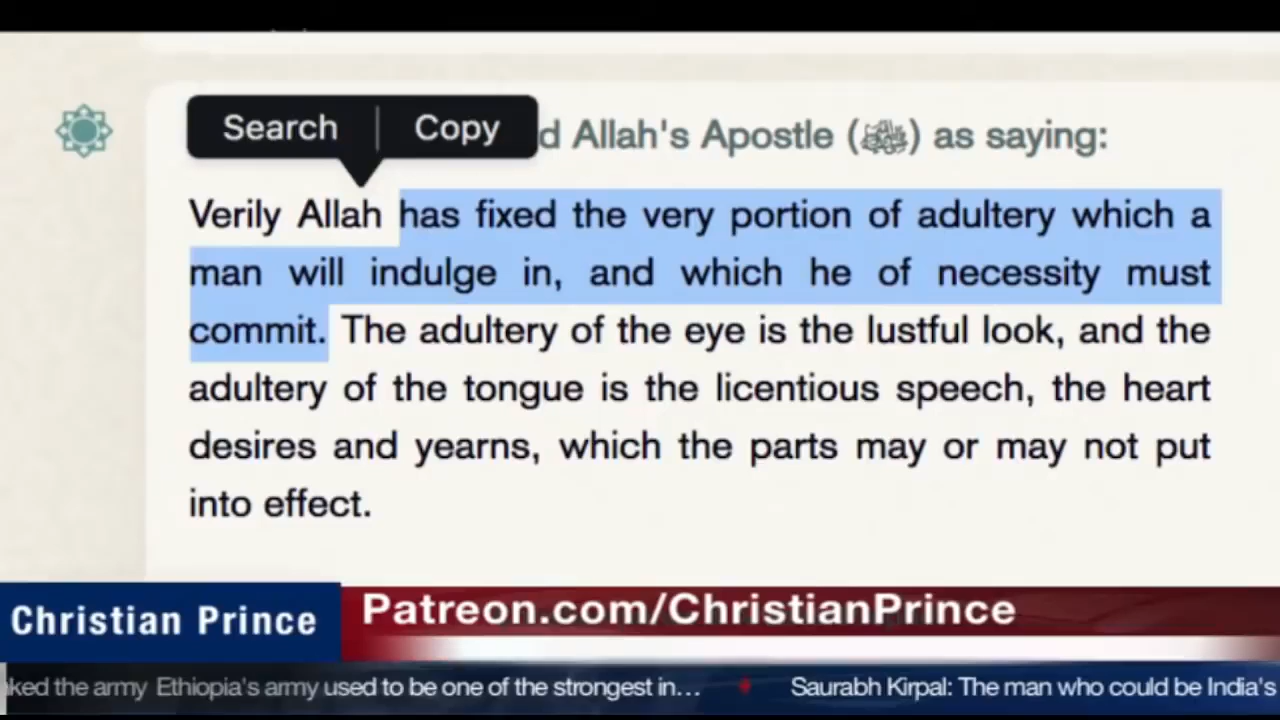 Search Copy
d Allah's Apostle (ﷺ) as saying:
Verily Allah has fixed the very portion of adultery which a
man will indulge in, and which he of necessity must
commit. The adultery of the eye is the lustful look, and the
adultery of the tongue is the licentious speech, the heart
desires and yearns, which the parts may or may not put
into effect.
Christian Prince
Patreon.com/ChristianPrince
ked the army Ethiopia's army used to be one of the strongest in... Saurabh Kirpal: The man who could be India's